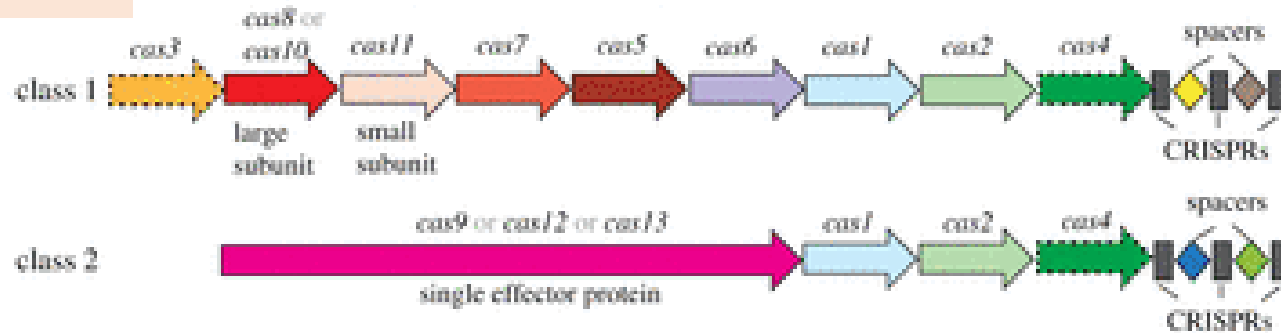 cas8 or
cas3 cas10 cas11 cas7 cas5 cas6 cas1 cas2 cas4 spacers
class 1
large small
subunit subunit
CRISPRs
cas9 or cas12 or cas13 cas1 cas2 cas4 spacers
class 2
single effector protein
CRISPRs